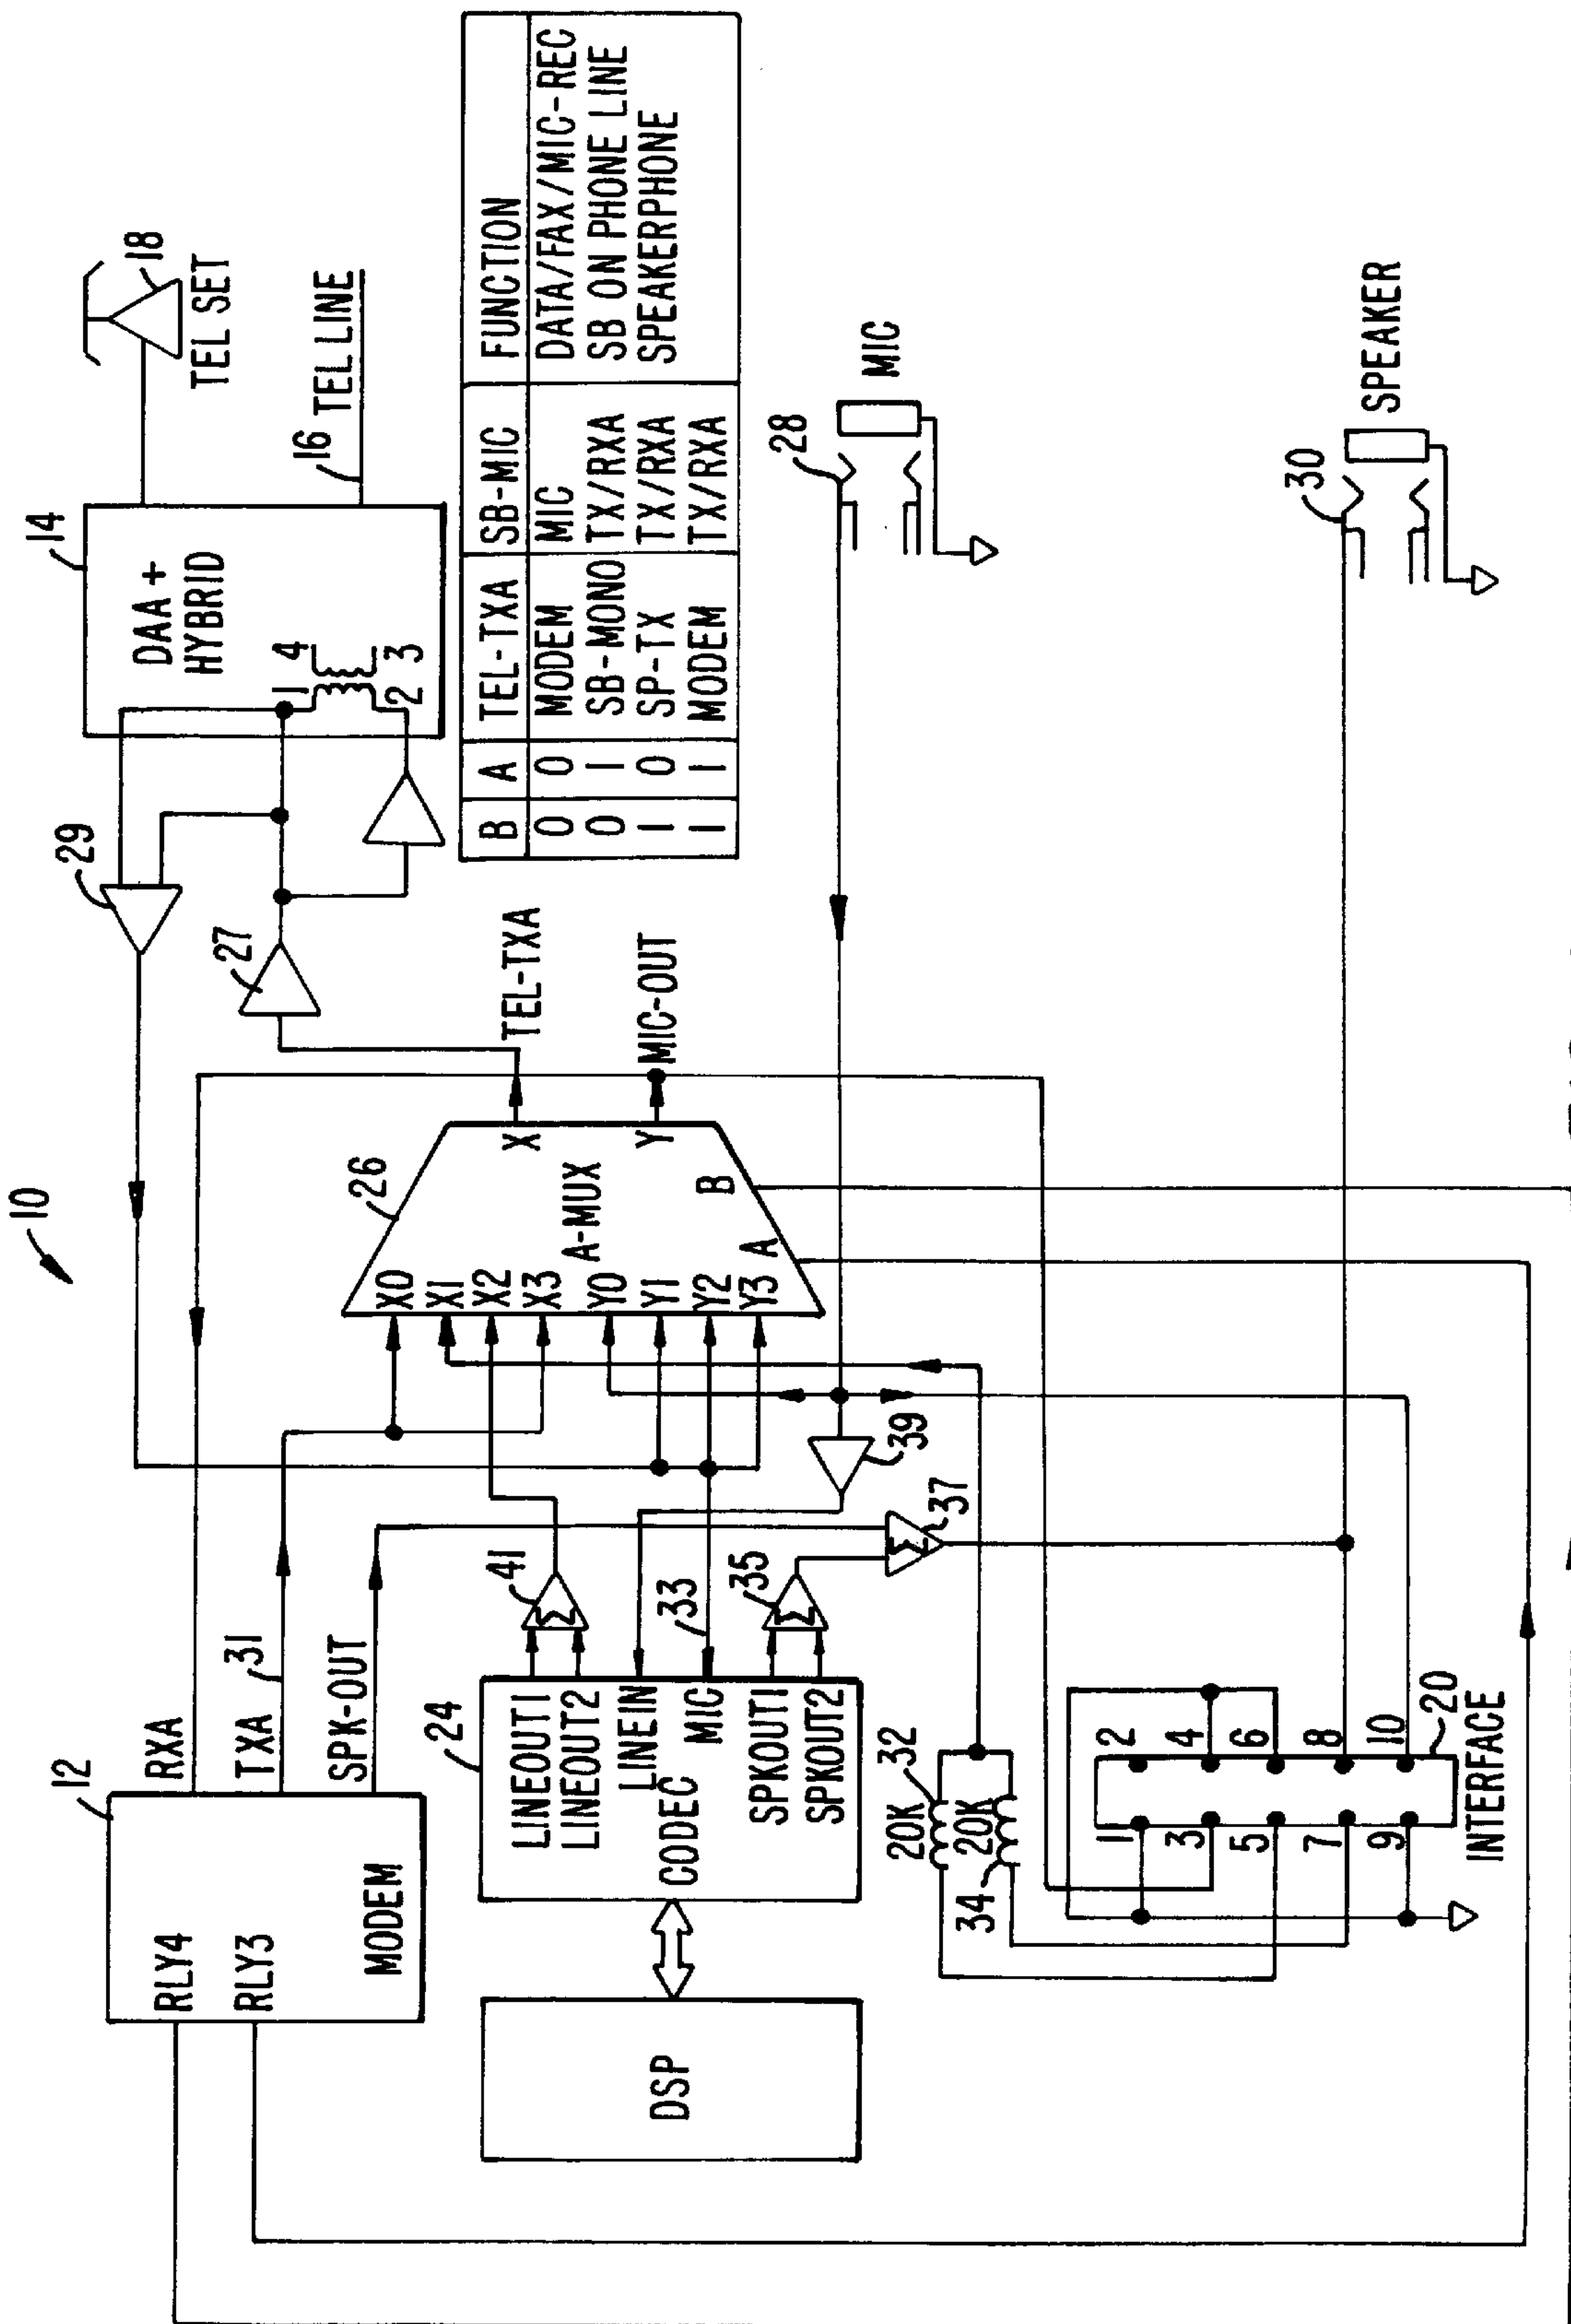 10
12
RLY4
RLY3
MODEM
RXA
TXA
31
SPK-OUT
29
27
14
DAA +
HYBRID
1 4
2 3
18
TEL SET
16 TEL LINE
DSP
24
CODEC
LINEOUT1
LINEOUT2
LINEIN
MIC
SPKOUT1
SPKOUT2
41
33
35
37
39
26
A-MUX
X0
X1
X2
X3
Y0
Y1
Y2
Y3
A
B
X
Y
TEL-TXA
MIC-OUT
B A TEL-TXA SB-MIC FUNCTION
0 0 MODEM MIC DATA/FAX/MIC-REC
0 1 SB-MONO TX/RXA SB ON PHONE LINE
1 0 SP-TX TX/RXA SPEAKERPHONE
1 1 MODEM TX/RXA
28
MIC
30
SPEAKER
20K 32
34 20K
1 2
3 4
5 6
7 8
9 10
20
INTERFACE